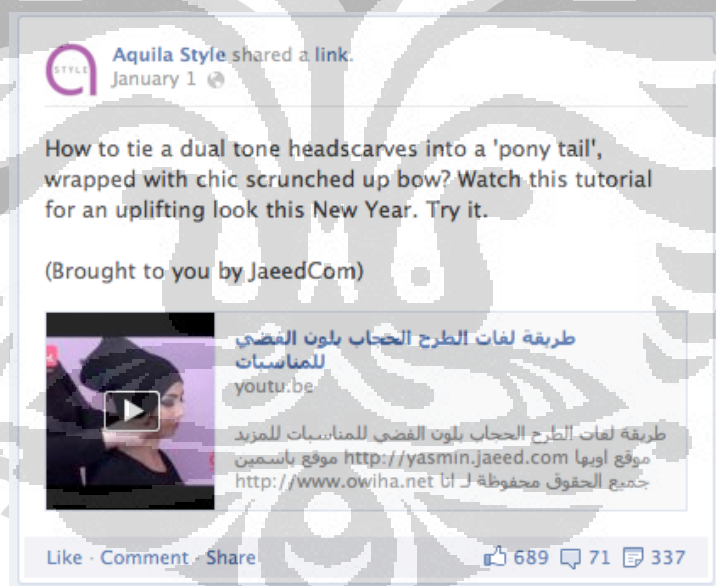 STYLE
Aquila Style shared a link.
January 1
How to tie a dual tone headscarves into a 'pony tail',
wrapped with chic scrunched up bow? Watch this tutorial
for an uplifting look this New Year. Try it.
(Brought to you by JaeedCom)
طريقة لفات الطرح الحجاب بلون الفضي
للمناسبات
youtu.be
طريقة لفات الطرح الحجاب بلون الفضي للمناسبات للمزيد
موقع اويها http://yasmin.jaeed.com موقع ياسمين
http://www.owiha.net جميع الحقوق محفوظة لـ انا
Like · Comment · Share 689 71 337